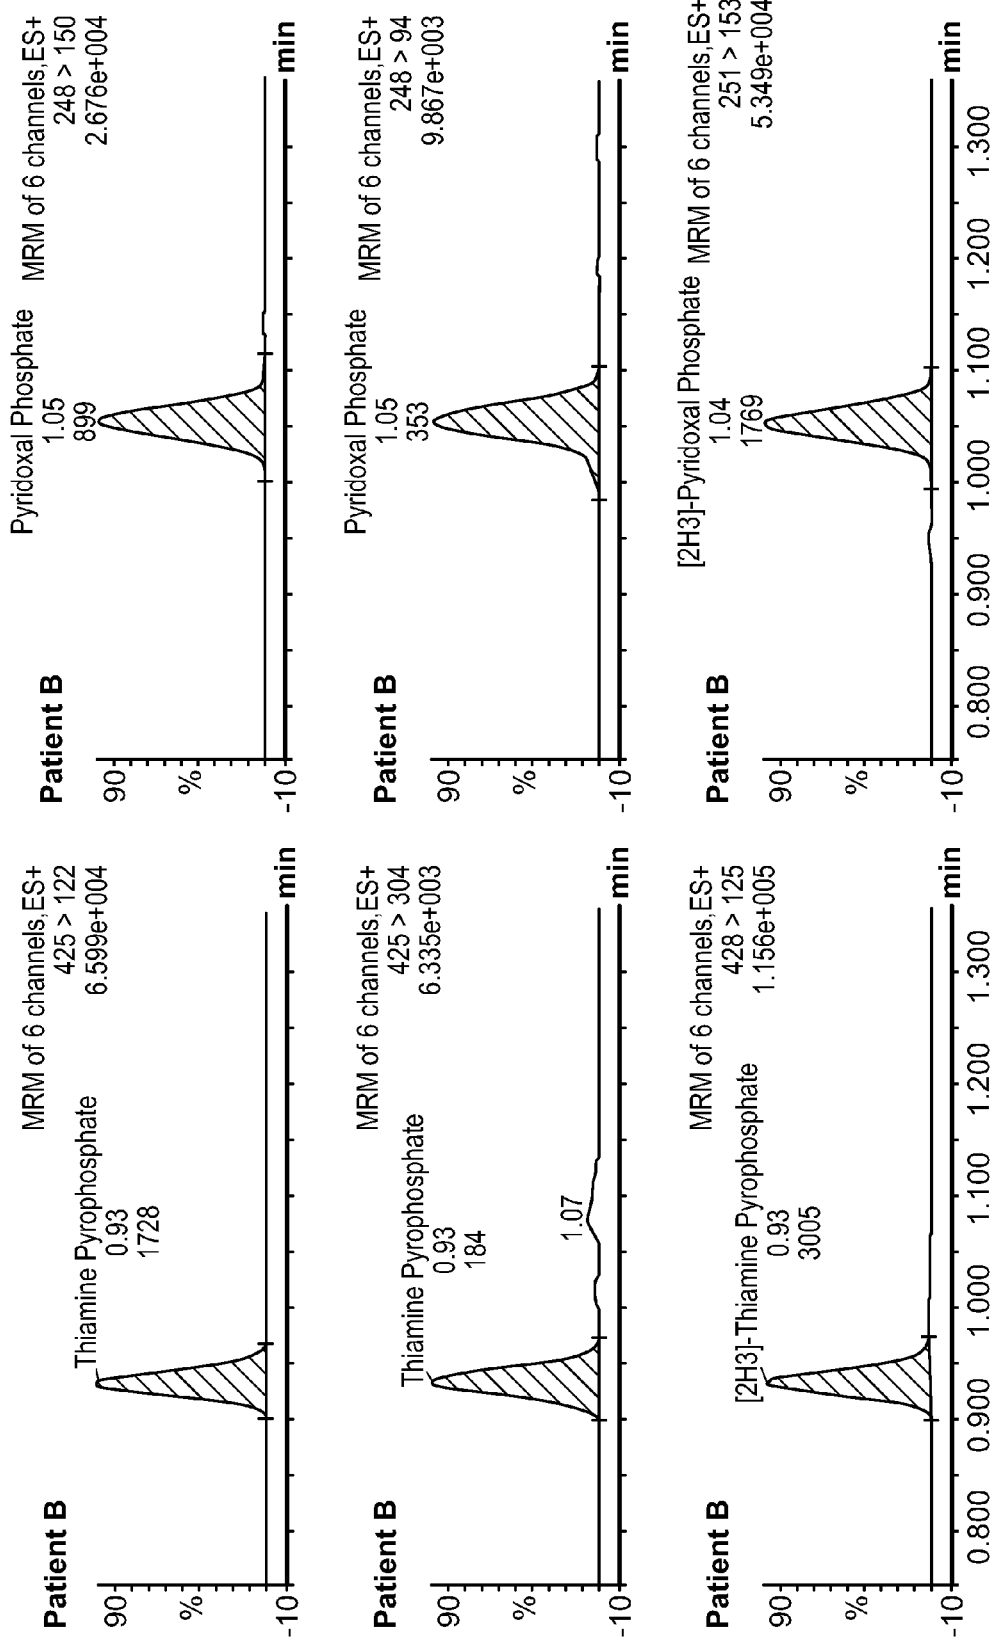 Patient B
Thiamine Pyrophosphate
0.93
1728
MRM of 6 channels,ES+
425 > 122
6.599e+004
90
%
-10
min
Patient B
Thiamine Pyrophosphate
0.93
184
MRM of 6 channels,ES+
425 > 304
6.335e+003
1.07
90
%
-10
min
Patient B
[2H3]-Thiamine Pyrophosphate
0.93
3005
MRM of 6 channels,ES+
428 > 125
1.156e+005
90
%
-10
min
0.800 0.900 1.000 1.100 1.200 1.300
Patient B
Pyridoxal Phosphate
1.05
899
MRM of 6 channels,ES+
248 > 150
2.676e+004
90
%
-10
min
Patient B
Pyridoxal Phosphate
1.05
353
MRM of 6 channels,ES+
248 > 94
9.867e+003
90
%
-10
min
Patient B
[2H3]-Pyridoxal Phosphate
1.04
1769
MRM of 6 channels,ES+
251 > 153
5.349e+004
90
%
-10
min
0.800 0.900 1.000 1.100 1.200 1.300